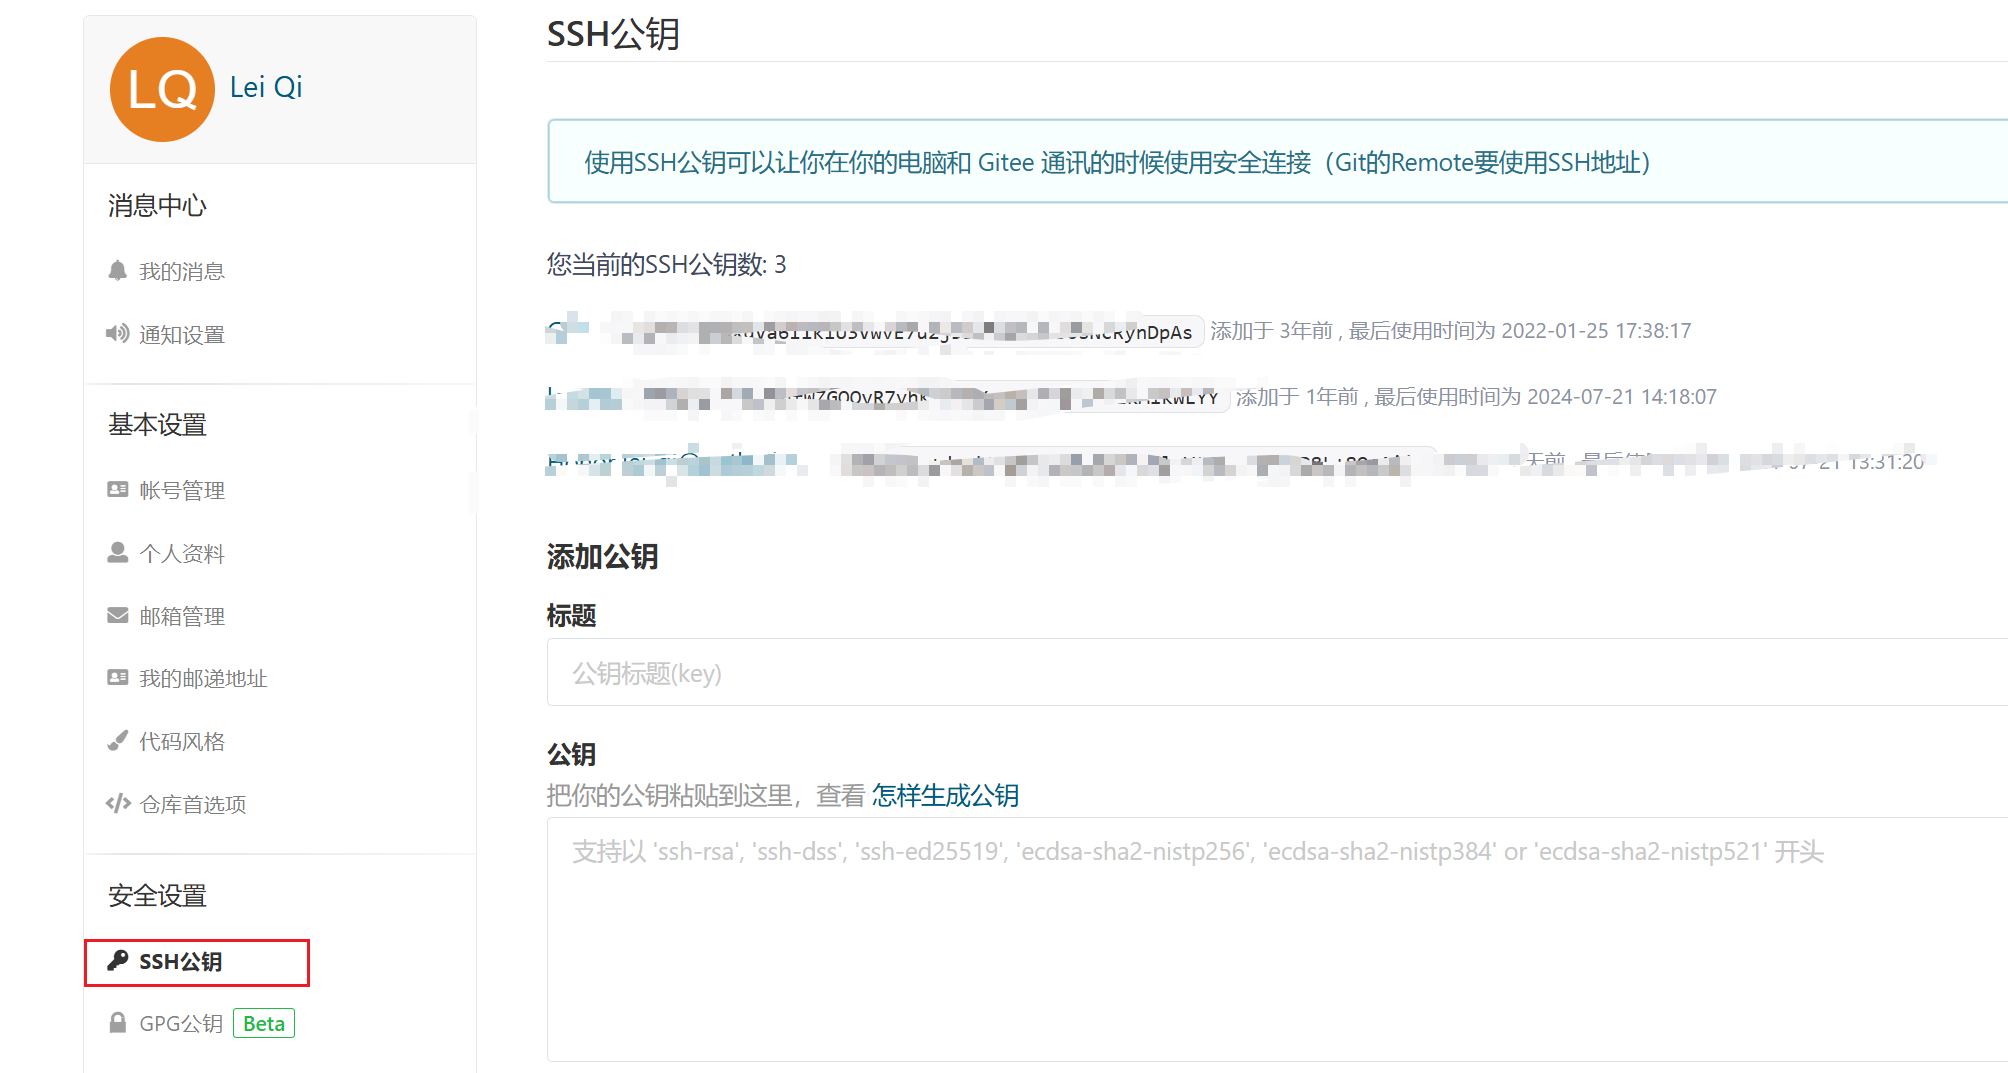 LQ
Lei Qi
消息中心
我的消息
通知设置
基本设置
帐号管理
个人资料
邮箱管理
我的邮递地址
代码风格
仓库首选项
安全设置
SSH公钥
GPG公钥 Beta
SSH公钥
使用SSH公钥可以让你在你的电脑和 Gitee 通讯的时候使用安全连接（Git的Remote要使用SSH地址）
您当前的SSH公钥数: 3
添加于 3年前 , 最后使用时间为 2022-01-25 17:38:17
添加于 1年前 , 最后使用时间为 2024-07-21 14:18:07
13:31:20
添加公钥
标题
公钥标题(key)
公钥
把你的公钥粘贴到这里，查看 怎样生成公钥
支持以 'ssh-rsa', 'ssh-dss', 'ssh-ed25519', 'ecdsa-sha2-nistp256', 'ecdsa-sha2-nistp384' or 'ecdsa-sha2-nistp521' 开头